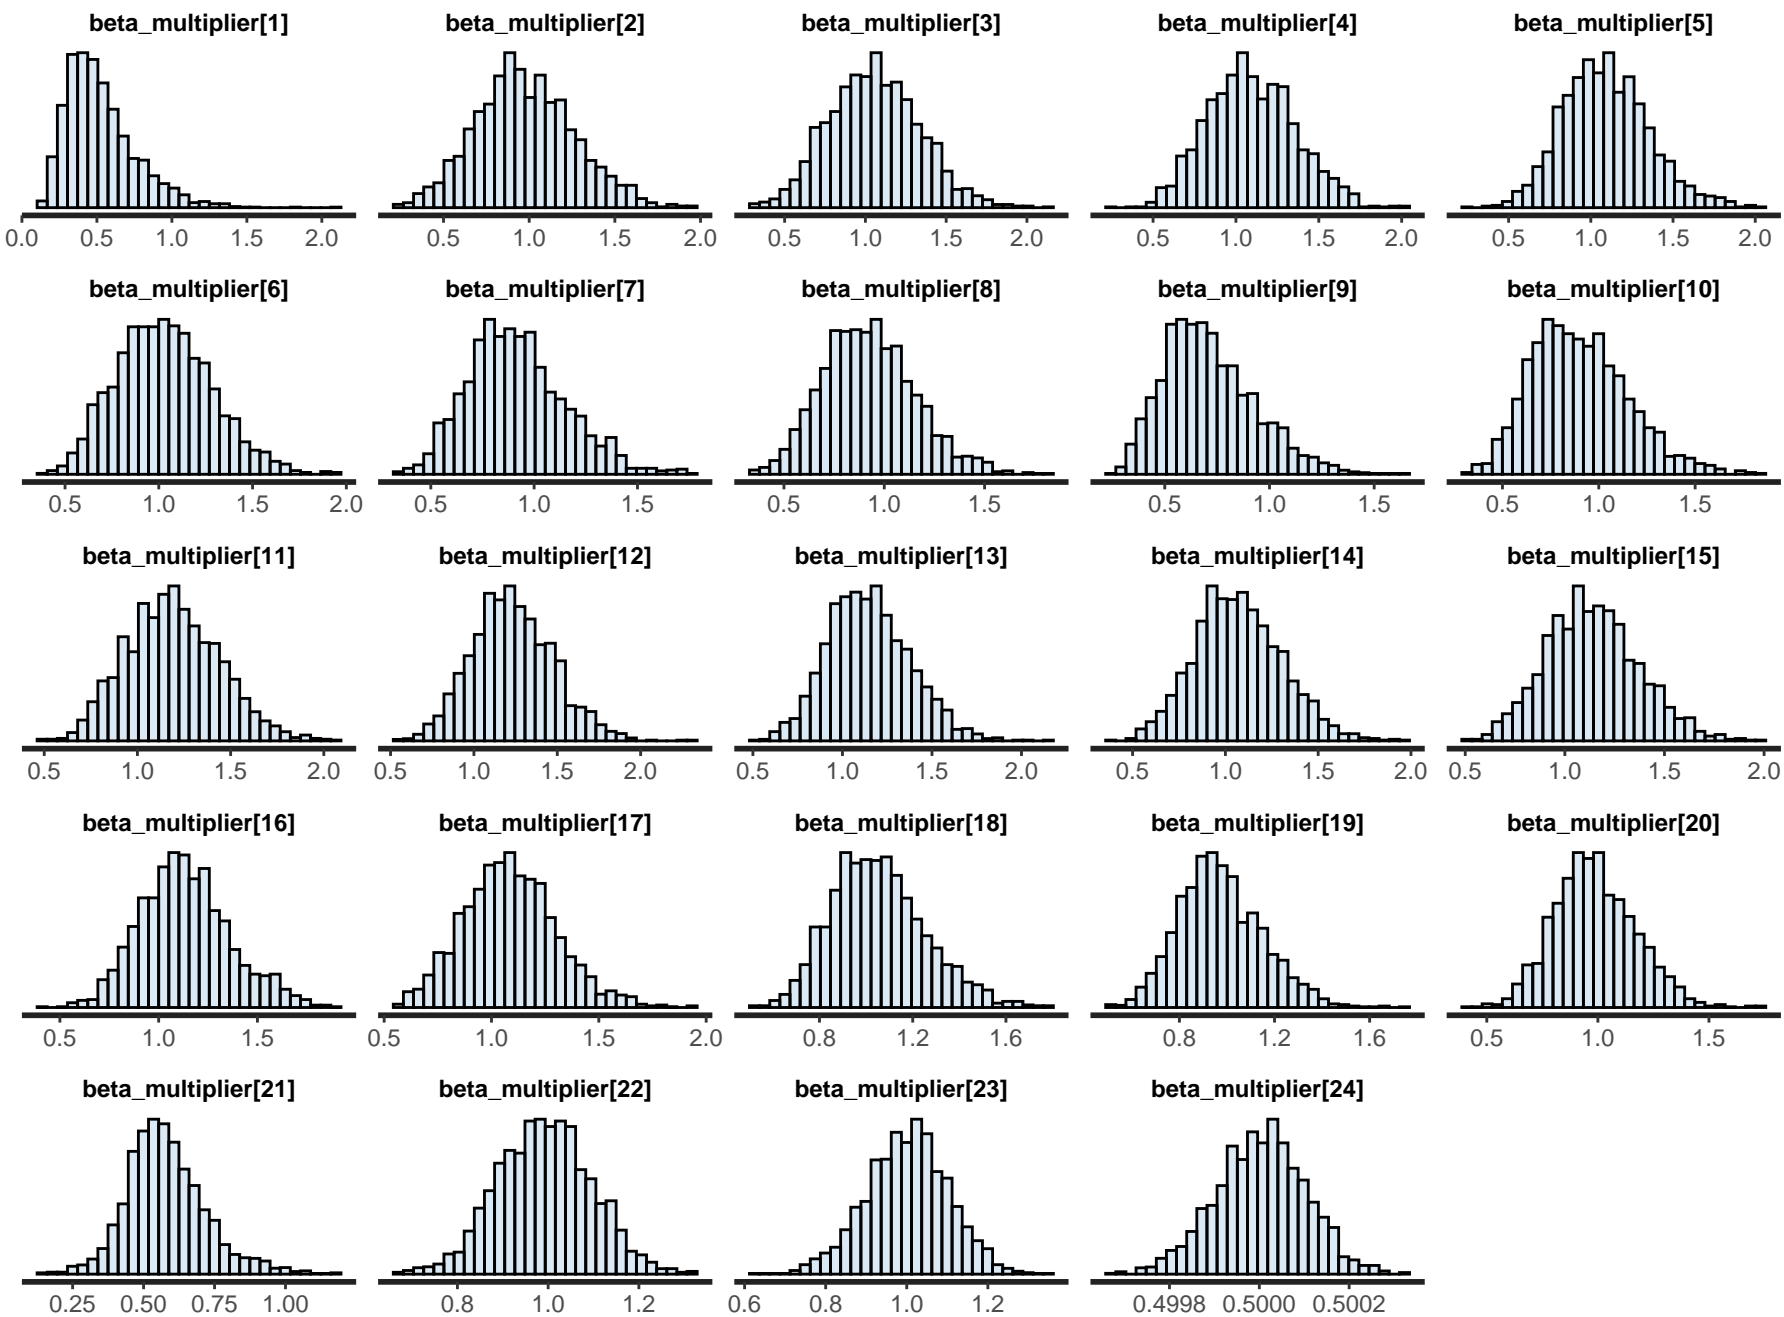 beta_multiplier[1] beta_multiplier[2] beta_multiplier[3] beta_multiplier[4] beta_multiplier[5]
0.0 0.5 1.0 1.5 2.0 0.5 1.0 1.5 2.0 0.5 1.0 1.5 2.0 0.5 1.0 1.5 2.0 0.5 1.0 1.5 2.0
beta_multiplier[6] beta_multiplier[7] beta_multiplier[8] beta_multiplier[9] beta_multiplier[10]
0.5 1.0 1.5 2.0 0.5 1.0 1.5 0.5 1.0 1.5 0.5 1.0 1.5 0.5 1.0 1.5
beta_multiplier[11] beta_multiplier[12] beta_multiplier[13] beta_multiplier[14] beta_multiplier[15]
0.5 1.0 1.5 2.0 0.5 1.0 1.5 2.0 0.5 1.0 1.5 2.0 0.5 1.0 1.5 2.0 0.5 1.0 1.5 2.0
beta_multiplier[16] beta_multiplier[17] beta_multiplier[18] beta_multiplier[19] beta_multiplier[20]
0.5 1.0 1.5 0.5 1.0 1.5 2.0 0.8 1.2 1.6 0.8 1.2 1.6 0.5 1.0 1.5
beta_multiplier[21] beta_multiplier[22] beta_multiplier[23] beta_multiplier[24]
0.25 0.50 0.75 1.00 0.8 1.0 1.2 0.6 0.8 1.0 1.2 0.4998 0.5000 0.5002